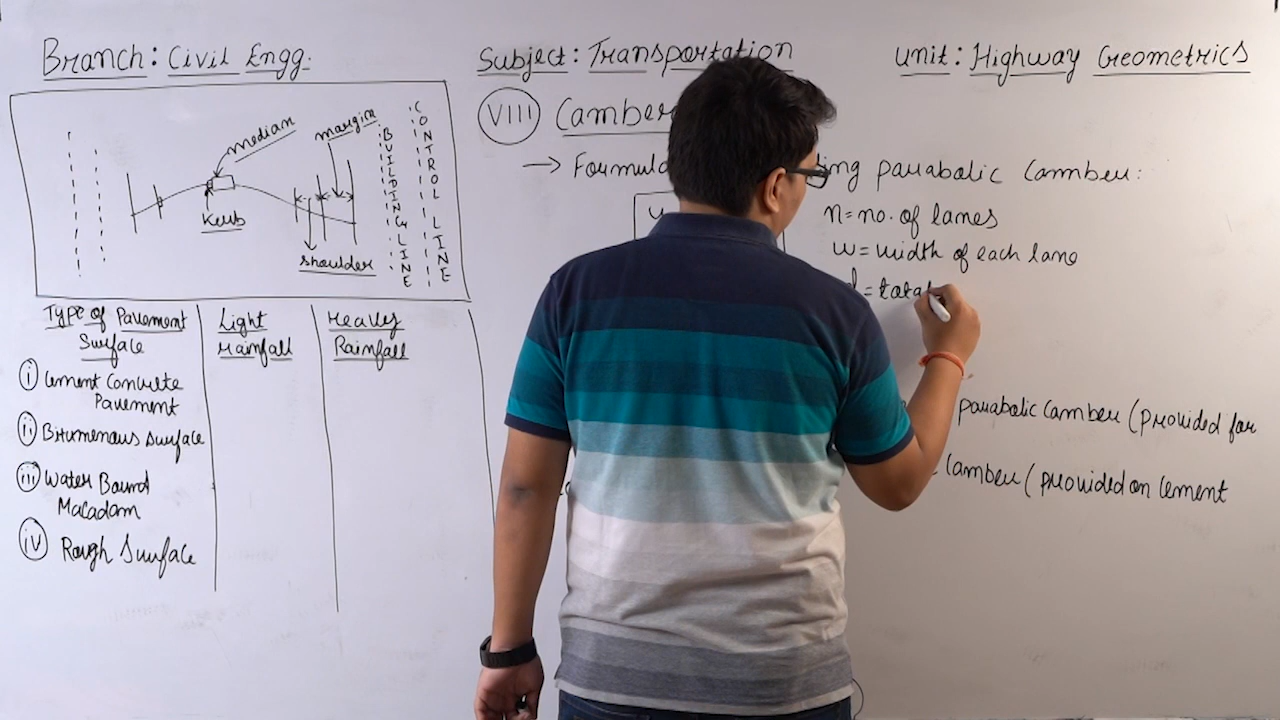 Branch: Civil Engg.
Subject: Transportation
Unit: Highway Geometrics
median
margin
Kerb
shoulder
BUILDING LINE
CONTROL LINE
VIII Camber
→ Formula
ing parabolic Camber:
n=no. of lanes
w=width of each lane
= total
parabolic Camber (provided for
Camber (provided on Cement
Type of Pavement Surface
Light Rainfall
Heavy Rainfall
i Cement Concrete
Pavement
ii Bitumenous Surface
iii Water Bound
Macadam
iv Rough Surface